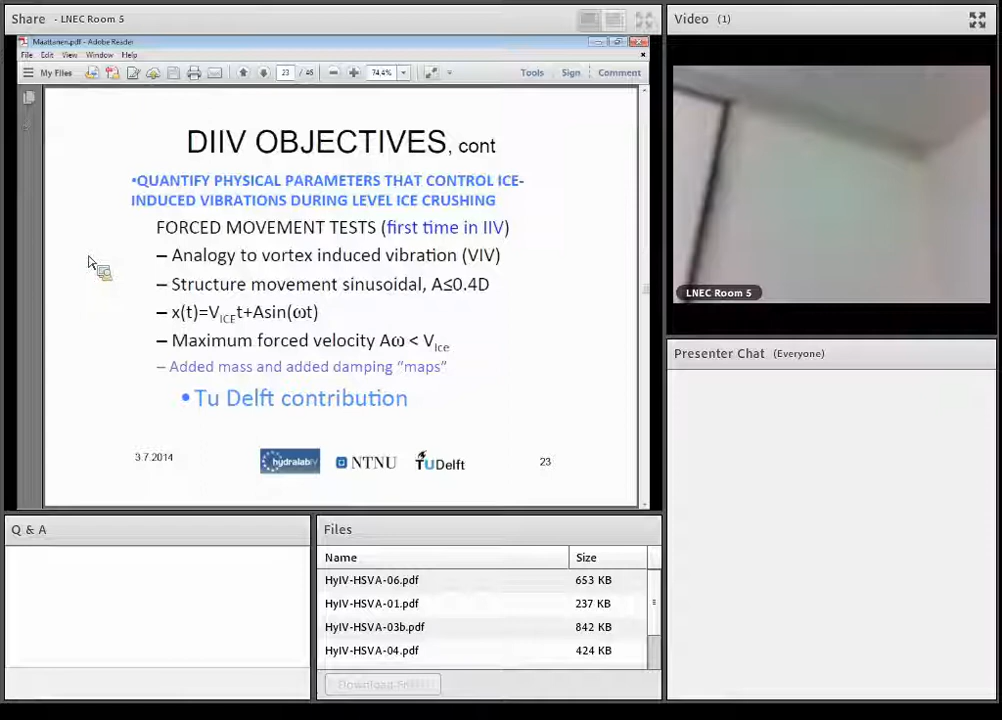 Share - LNEC Room 5
Maattanen.pdf - Adobe Reader
File Edit View Window Help
My Files 23 / 45 74,4% Tools Sign Comment
DIIV OBJECTIVES, cont
•QUANTIFY PHYSICAL PARAMETERS THAT CONTROL ICE-
INDUCED VIBRATIONS DURING LEVEL ICE CRUSHING
FORCED MOVEMENT TESTS (first time in IIV)
– Analogy to vortex induced vibration (VIV)
– Structure movement sinusoidal, A≤0.4D
– x(t)=VICEt+Asin(ωt)
– Maximum forced velocity Aω < VIce
– Added mass and added damping “maps”
• Tu Delft contribution
3.7.2014 hydralab IV NTNU TUDelft 23
Video (1)
LNEC Room 5
Presenter Chat (Everyone)
Q & A
Files
Name Size
HyIV-HSVA-06.pdf 653 KB
HyIV-HSVA-01.pdf 237 KB
HyIV-HSVA-03b.pdf 842 KB
HyIV-HSVA-04.pdf 424 KB